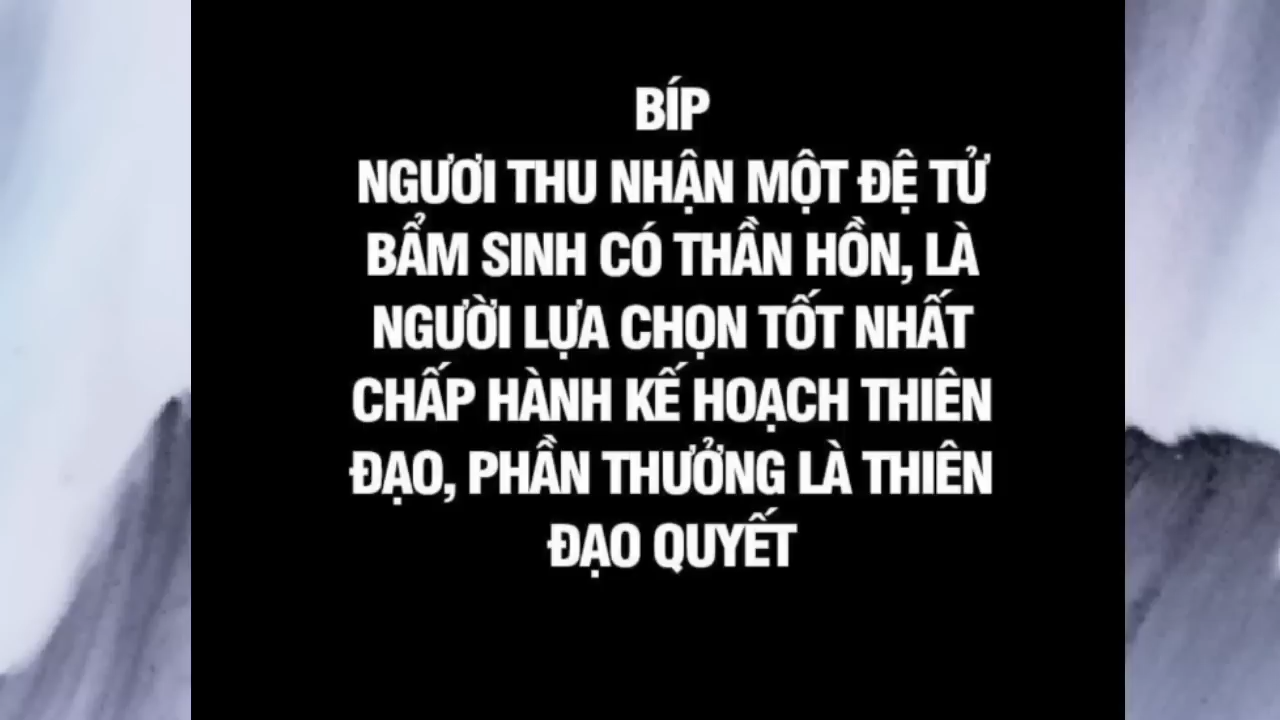 BÍP
NGƯƠI THU NHẬN MỘT ĐỆ TỬ
BẨM SINH CÓ THẦN HỒN, LÀ
NGƯỜI LỰA CHỌN TỐT NHẤT
CHẤP HÀNH KẾ HOẠCH THIÊN
ĐẠO, PHẦN THƯỞNG LÀ THIÊN
ĐẠO QUYẾT